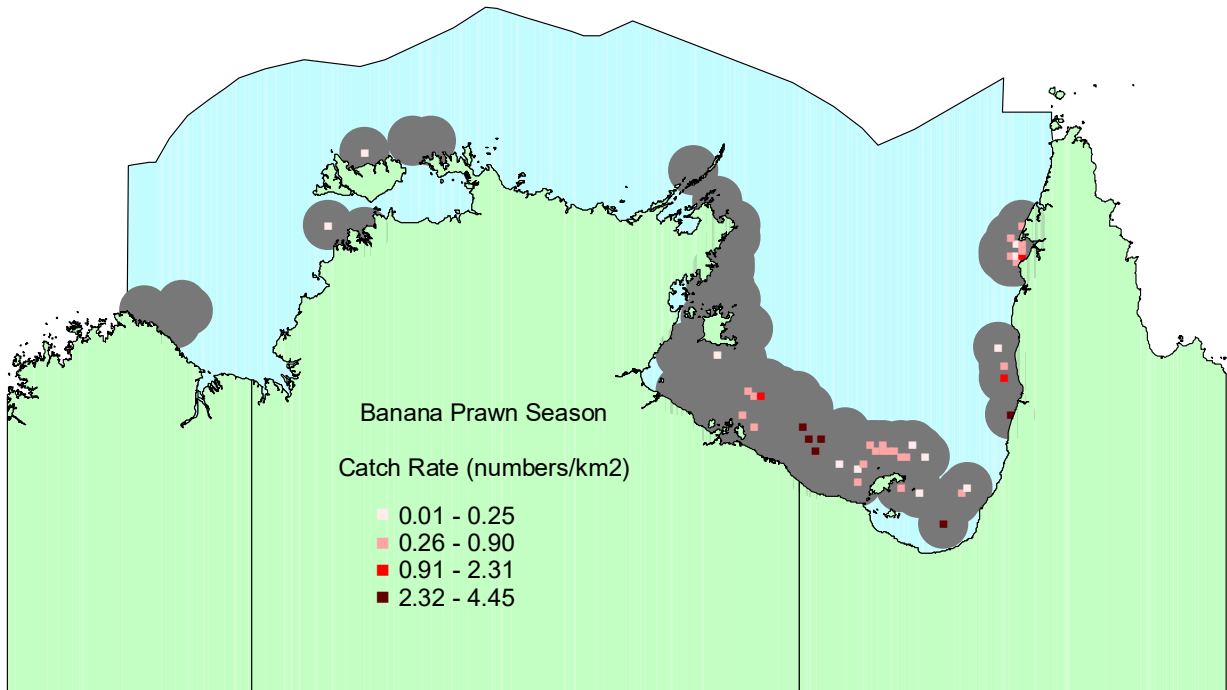 Banana Prawn Season
Catch Rate (numbers/km2)
0.01 - 0.25
0.26 - 0.90
0.91 - 2.31
2.32 - 4.45